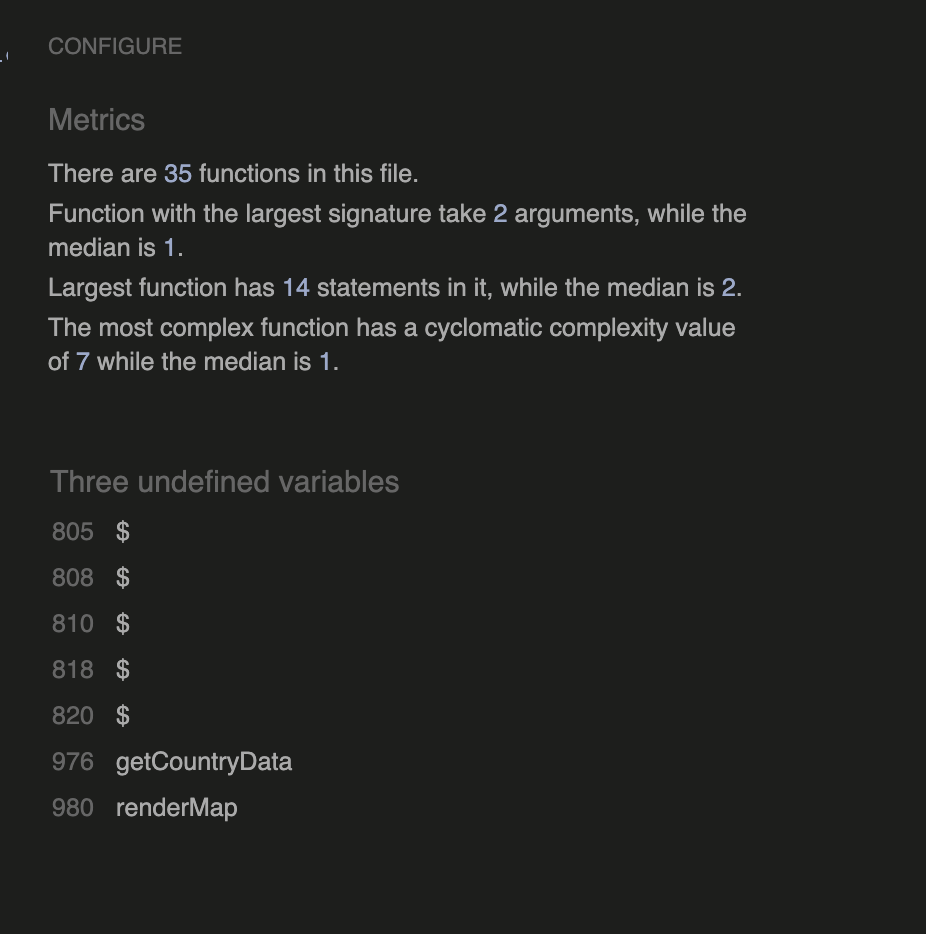 CONFIGURE
Metrics
There are 35 functions in this file.
Function with the largest signature take 2 arguments, while the
median is 1.
Largest function has 14 statements in it, while the median is 2.
The most complex function has a cyclomatic complexity value
of 7 while the median is 1.
Three undefined variables
805 $
808 $
810 $
818 $
820 $
976 getCountryData
980 renderMap